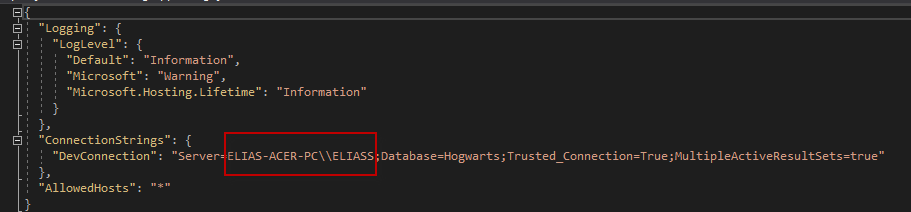 {
"Logging": {
"LogLevel": {
"Default": "Information",
"Microsoft": "Warning",
"Microsoft.Hosting.Lifetime": "Information"
}
},
"ConnectionStrings": {
"DevConnection": "Server=ELIAS-ACER-PC\\ELIASS;Database=Hogwarts;Trusted_Connection=True;MultipleActiveResultSets=true"
},
"AllowedHosts": "*"
}